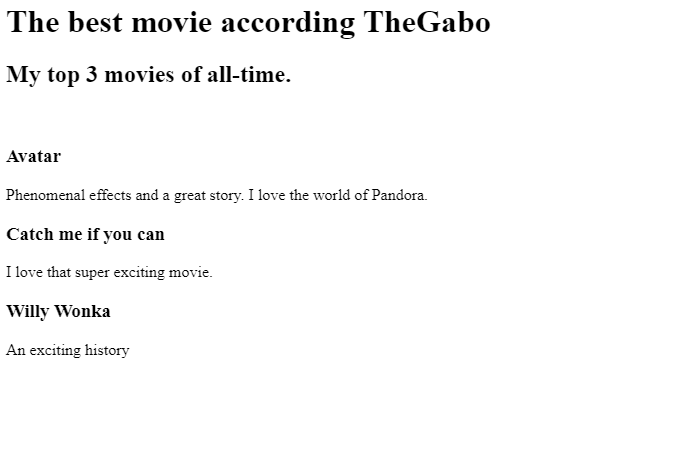 The best movie according TheGabo
My top 3 movies of all-time.
Avatar
Phenomenal effects and a great story. I love the world of Pandora.
Catch me if you can
I love that super exciting movie.
Willy Wonka
An exciting history